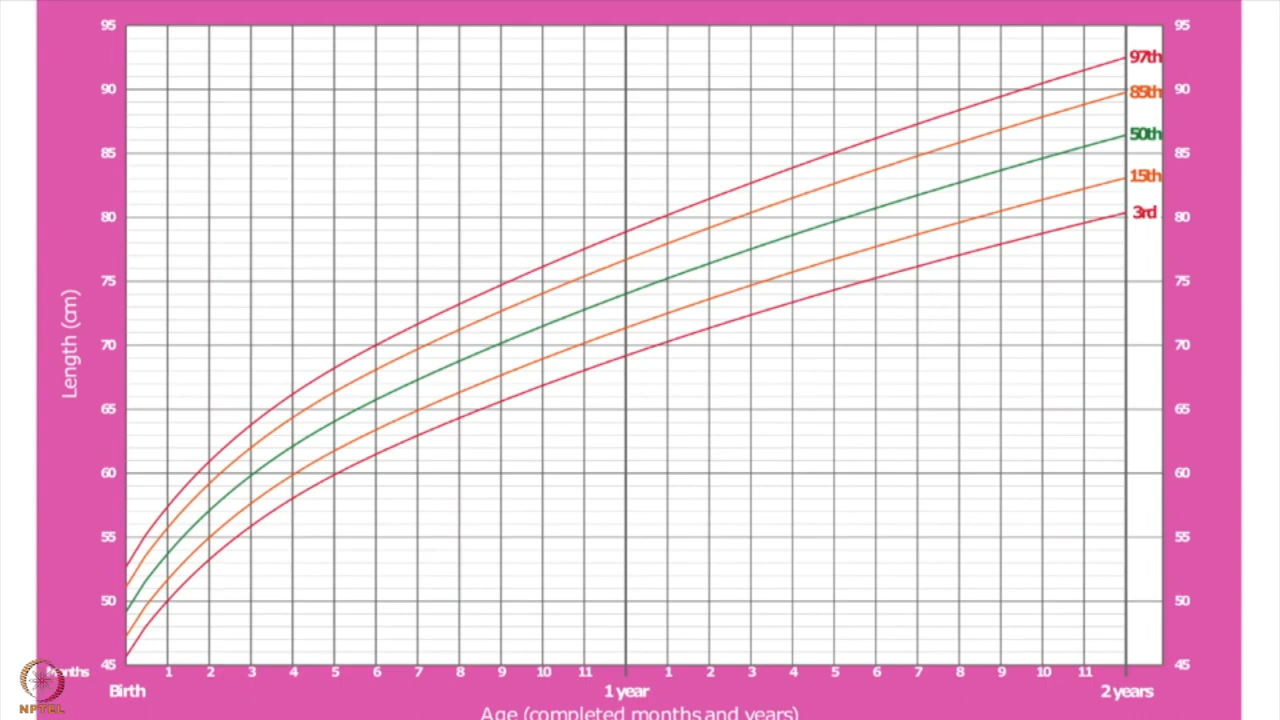 95 95
97th
90 90
85th
50th
85 85
15th
3rd
80 80
75 75
Length (cm)
70 70
65 65
60 60
55 55
50 50
45 45
Months 1 2 3 4 5 6 7 8 9 10 11 1 2 3 4 5 6 7 8 9 10 11
Birth 1 year 2 years
Age (completed months and years)
NPTEL